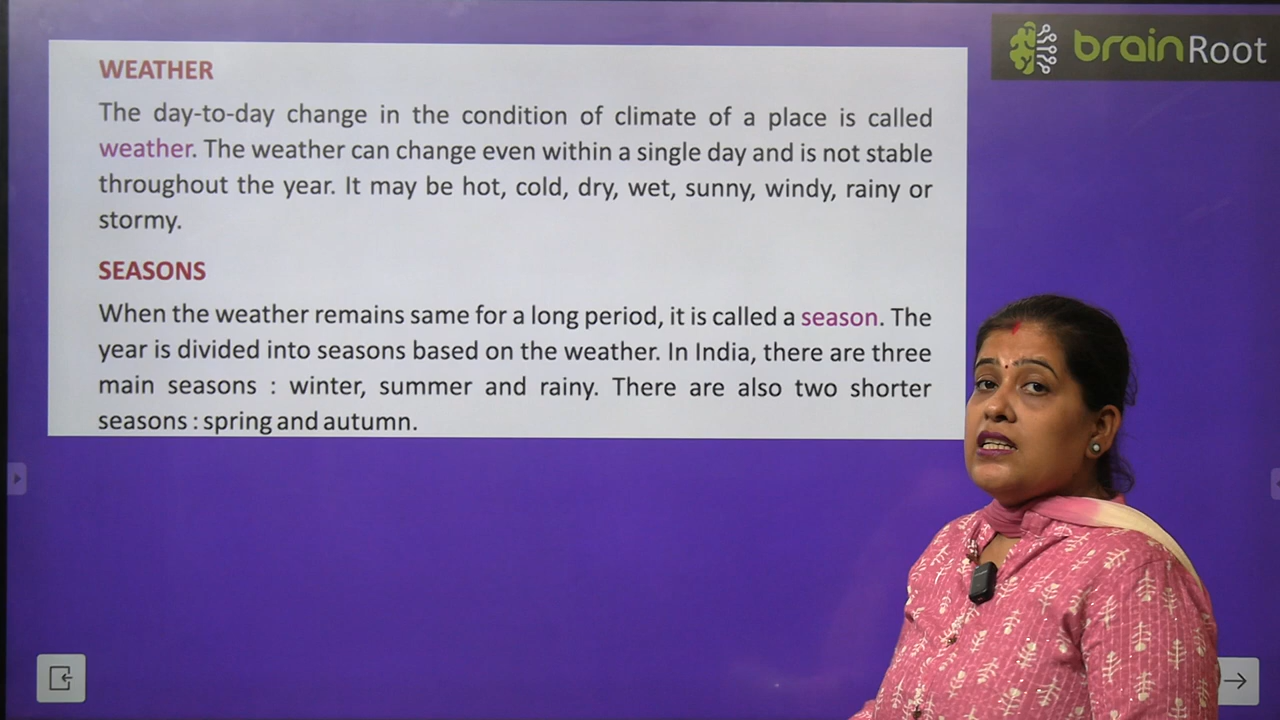 brainRoot
WEATHER
The day-to-day change in the condition of climate of a place is called
weather. The weather can change even within a single day and is not stable
throughout the year. It may be hot, cold, dry, wet, sunny, windy, rainy or
stormy.
SEASONS
When the weather remains same for a long period, it is called a season. The
year is divided into seasons based on the weather. In India, there are three
main seasons : winter, summer and rainy. There are also two shorter
seasons : spring and autumn.